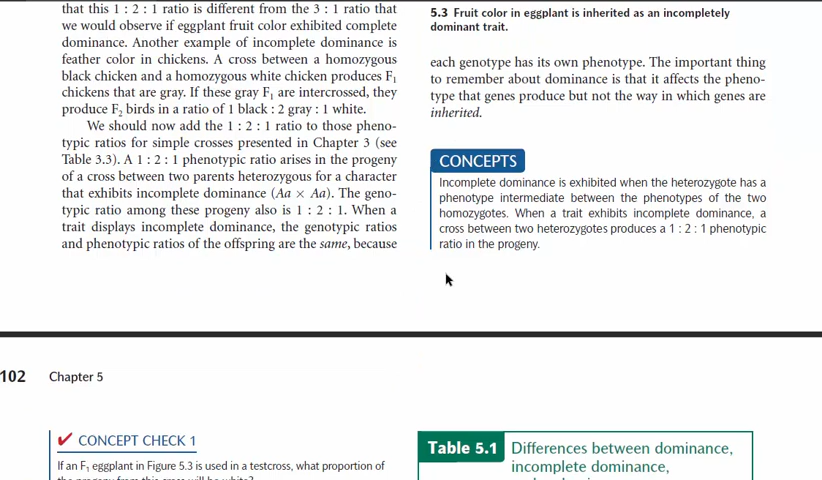 that this 1 : 2 : 1 ratio is different from the 3 : 1 ratio that
we would observe if eggplant fruit color exhibited complete
dominance. Another example of incomplete dominance is
feather color in chickens. A cross between a homozygous
black chicken and a homozygous white chicken produces F₁
chickens that are gray. If these gray F₁ are intercrossed, they
produce F₂ birds in a ratio of 1 black : 2 gray : 1 white.
We should now add the 1 : 2 : 1 ratio to those pheno-
typic ratios for simple crosses presented in Chapter 3 (see
Table 3.3). A 1 : 2 : 1 phenotypic ratio arises in the progeny
of a cross between two parents heterozygous for a character
that exhibits incomplete dominance (Aa × Aa). The geno-
typic ratio among these progeny also is 1 : 2 : 1. When a
trait displays incomplete dominance, the genotypic ratios
and phenotypic ratios of the offspring are the same, because
5.3 Fruit color in eggplant is inherited as an incompletely
dominant trait.
each genotype has its own phenotype. The important thing
to remember about dominance is that it affects the pheno-
type that genes produce but not the way in which genes are
inherited.
CONCEPTS
Incomplete dominance is exhibited when the heterozygote has a
phenotype intermediate between the phenotypes of the two
homozygotes. When a trait exhibits incomplete dominance, a
cross between two heterozygotes produces a 1 : 2 : 1 phenotypic
ratio in the progeny.
102 Chapter 5
✔ CONCEPT CHECK 1
If an F₁ eggplant in Figure 5.3 is used in a testcross, what proportion of
the progeny from this cross will be white?
Table 5.1 Differences between dominance,
incomplete dominance,